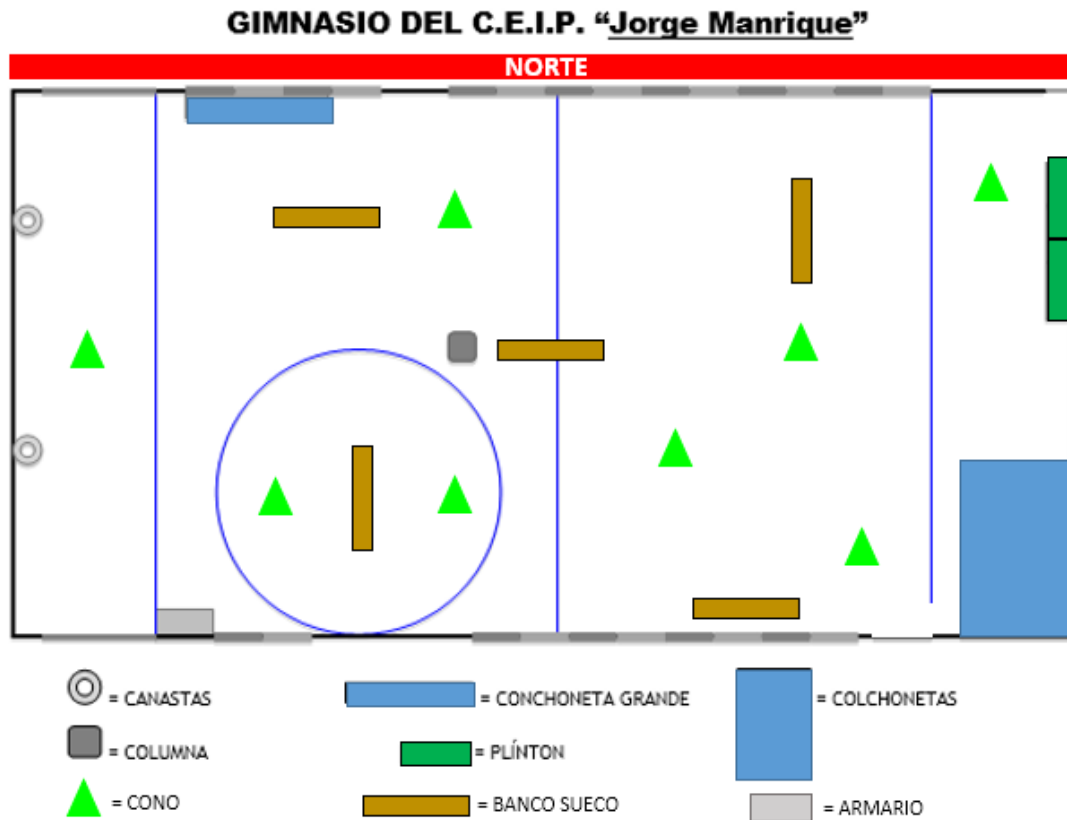 GIMNASIO DEL C.E.I.P. “Jorge Manrique”
NORTE
= CANASTAS
= CONCHONETA GRANDE
= COLCHONETAS
= COLUMNA
= PLÍNTON
= CONO
= BANCO SUECO
= ARMARIO